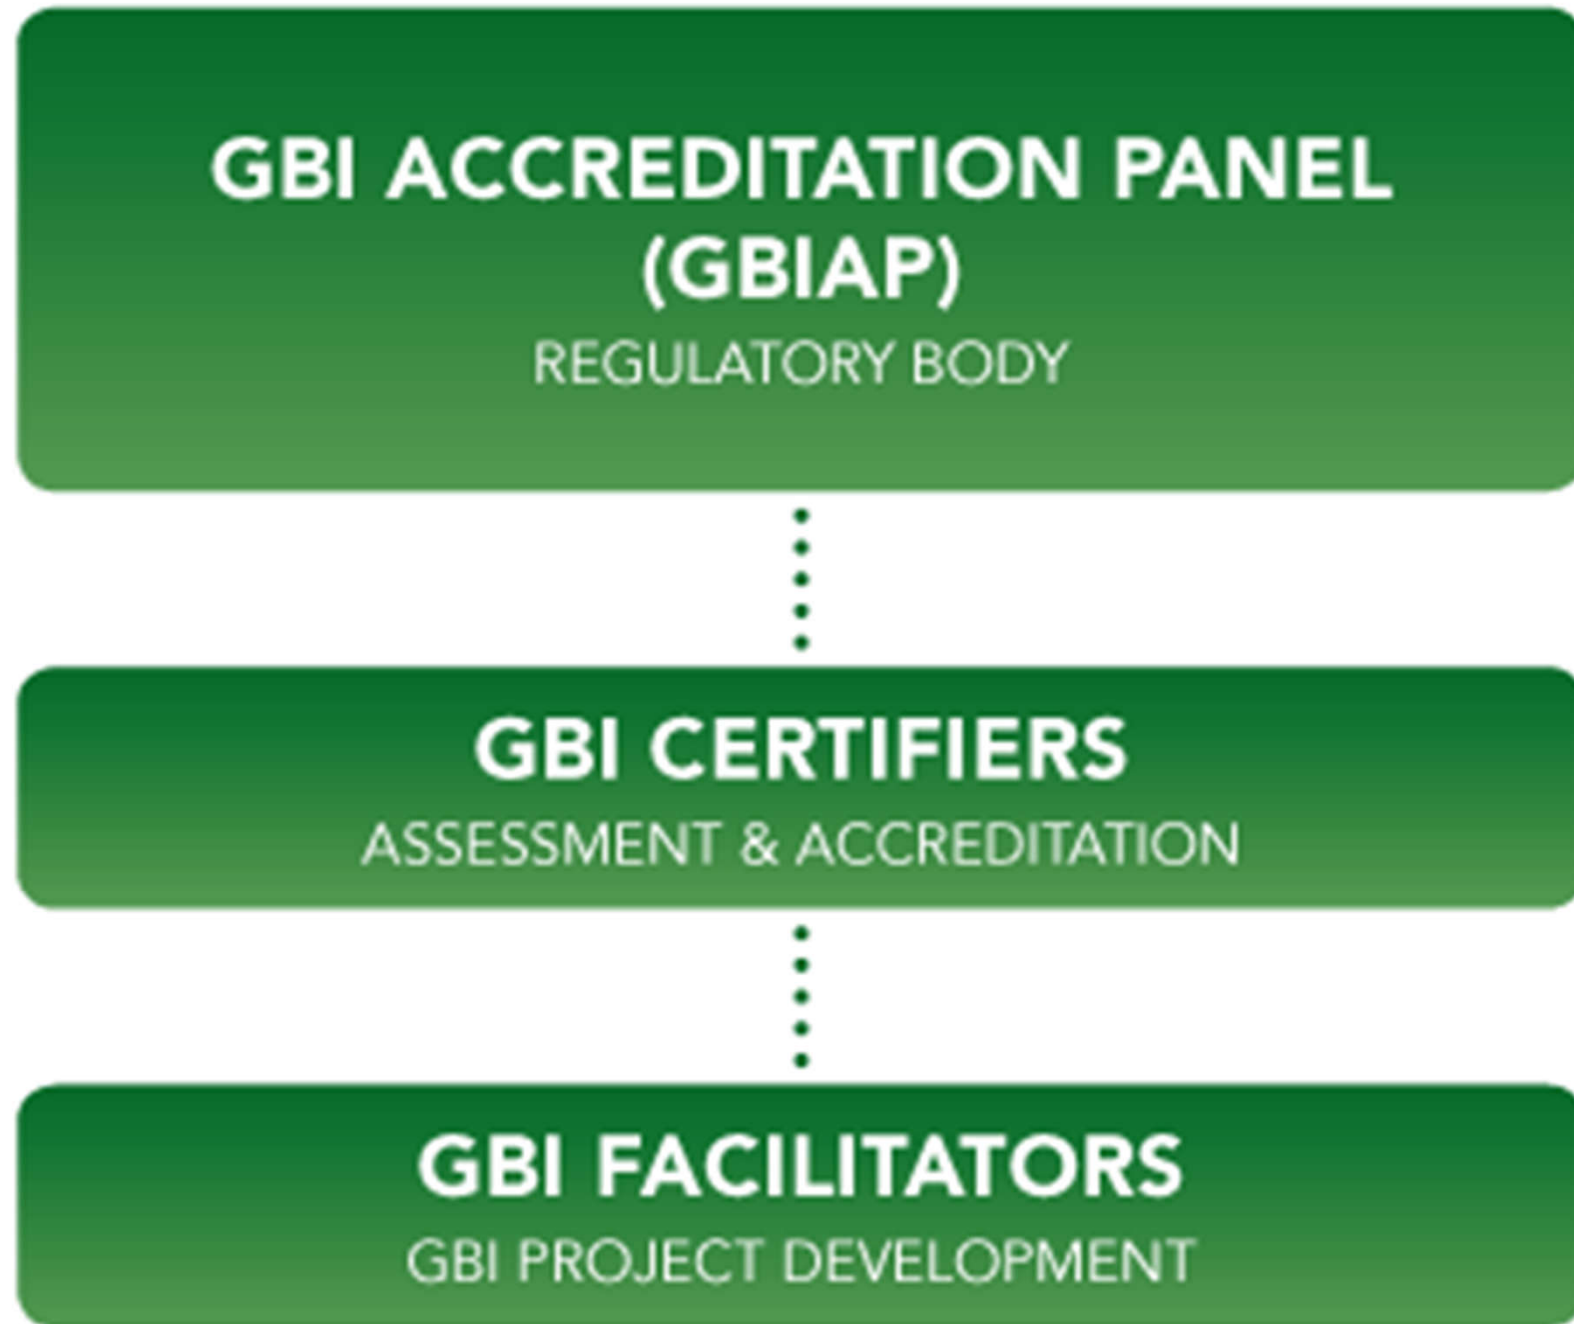 GBI ACCREDITATION PANEL
(GBIAP)
REGULATORY BODY
GBI CERTIFIERS
ASSESSMENT & ACCREDITATION
GBI FACILITATORS
GBI PROJECT DEVELOPMENT